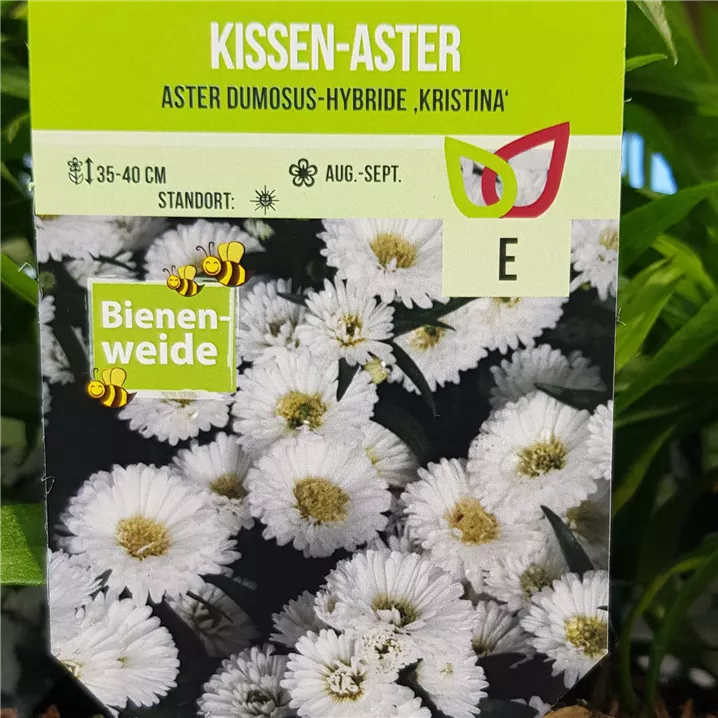 KISSEN-ASTER
ASTER DUMOSUS-HYBRIDE ‚KRISTINA‘
35-40 CM
AUG.-SEPT.
STANDORT:
E
Bienen-
weide